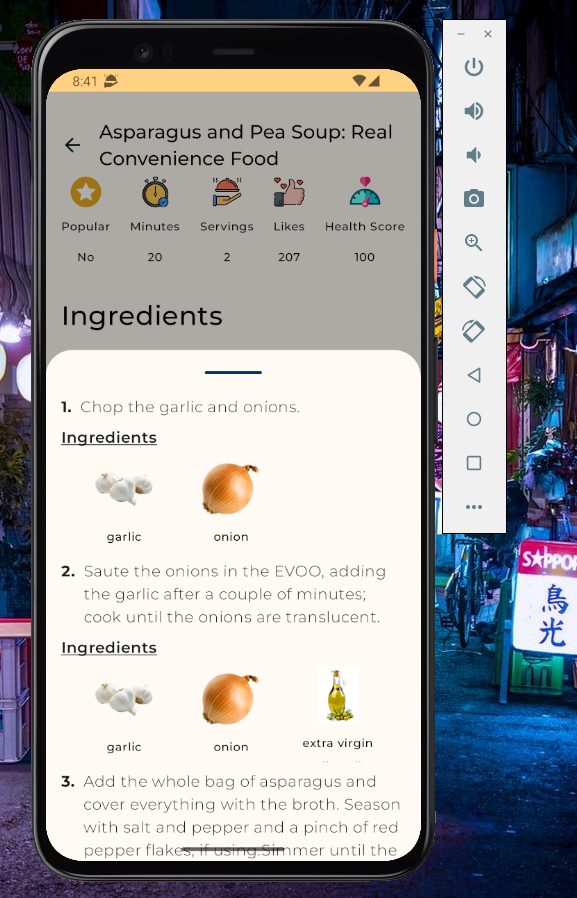 8:41
Asparagus and Pea Soup: Real
Convenience Food
Popular Minutes Servings Likes Health Score
No 20 2 207 100
Ingredients
1. Chop the garlic and onions.
Ingredients
garlic onion
2. Saute the onions in the EVOO, adding
the garlic after a couple of minutes;
cook until the onions are translucent.
Ingredients
garlic onion extra virgin
3. Add the whole bag of asparagus and
cover everything with the broth. Season
with salt and pepper and a pinch of red
pepper flakes, if using.Simmer until the
S★PPOR
鳥
光